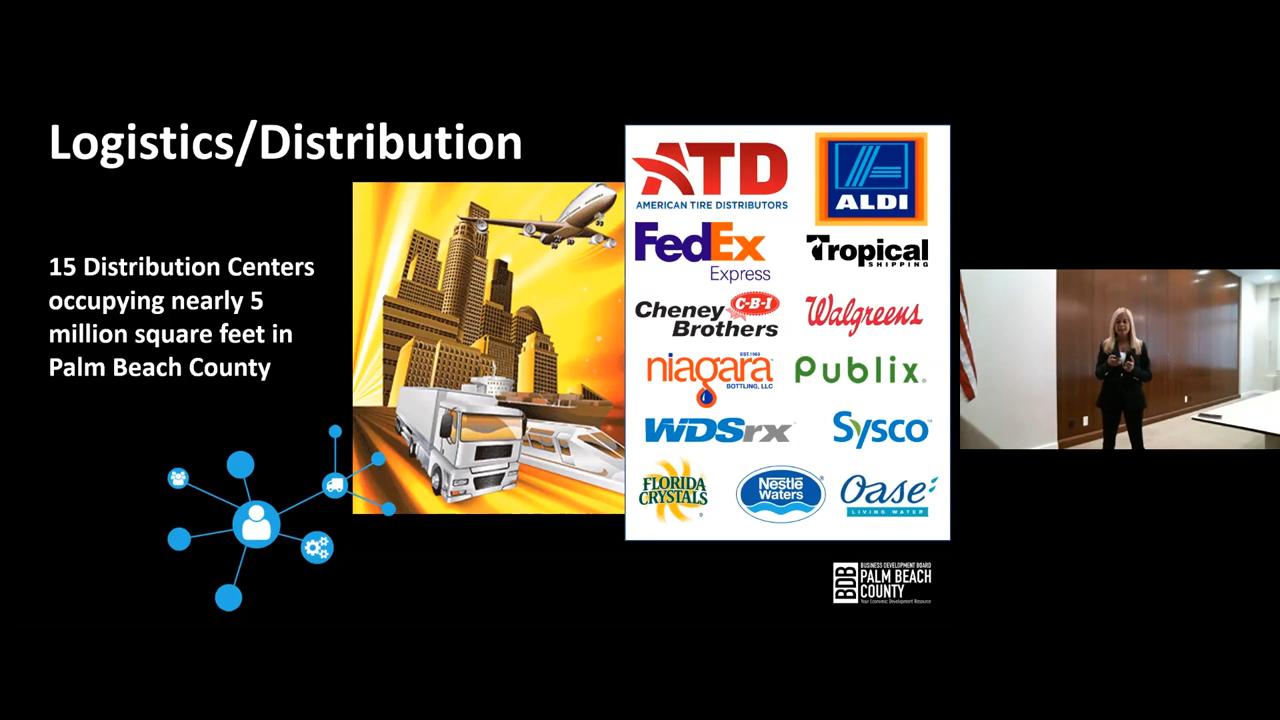 Logistics/Distribution
15 Distribution Centers
occupying nearly 5
million square feet in
Palm Beach County
ATD
AMERICAN TIRE DISTRIBUTORS
ALDI
FedEx
Express
Tropical
SHIPPING
Cheney
Brothers
C-B-I
Walgreens
EST.1963
niagara
BOTTLING, LLC
Publix
WDSrx
Sysco
FLORIDA
CRYSTALS
Nestlé
Waters
Oase
LIVING WATER
BDB
BUSINESS DEVELOPMENT BOARD
PALM BEACH
COUNTY
Your Economic Development Resource